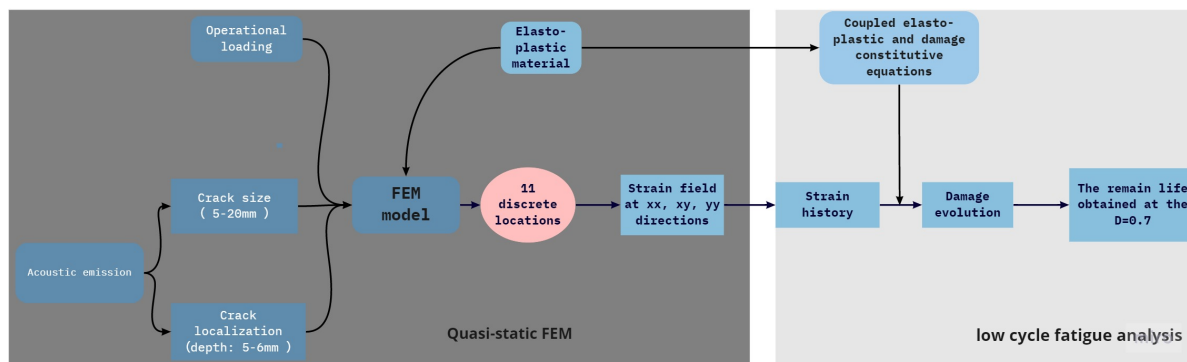 Operational
loading
Elasto-
plastic
material
Coupled elasto-
plastic and damage
constitutive
equations
Crack size
( 5-20mm )
FEM
model
11
discrete
locations
Strain field
at xx, xy, yy
directions
Strain
history
Damage
evolution
The remain life
obtained at the
D=0.7
Acoustic emission
Crack
localization
(depth: 5-6mm )
Quasi-static FEM
low cycle fatigue analysis